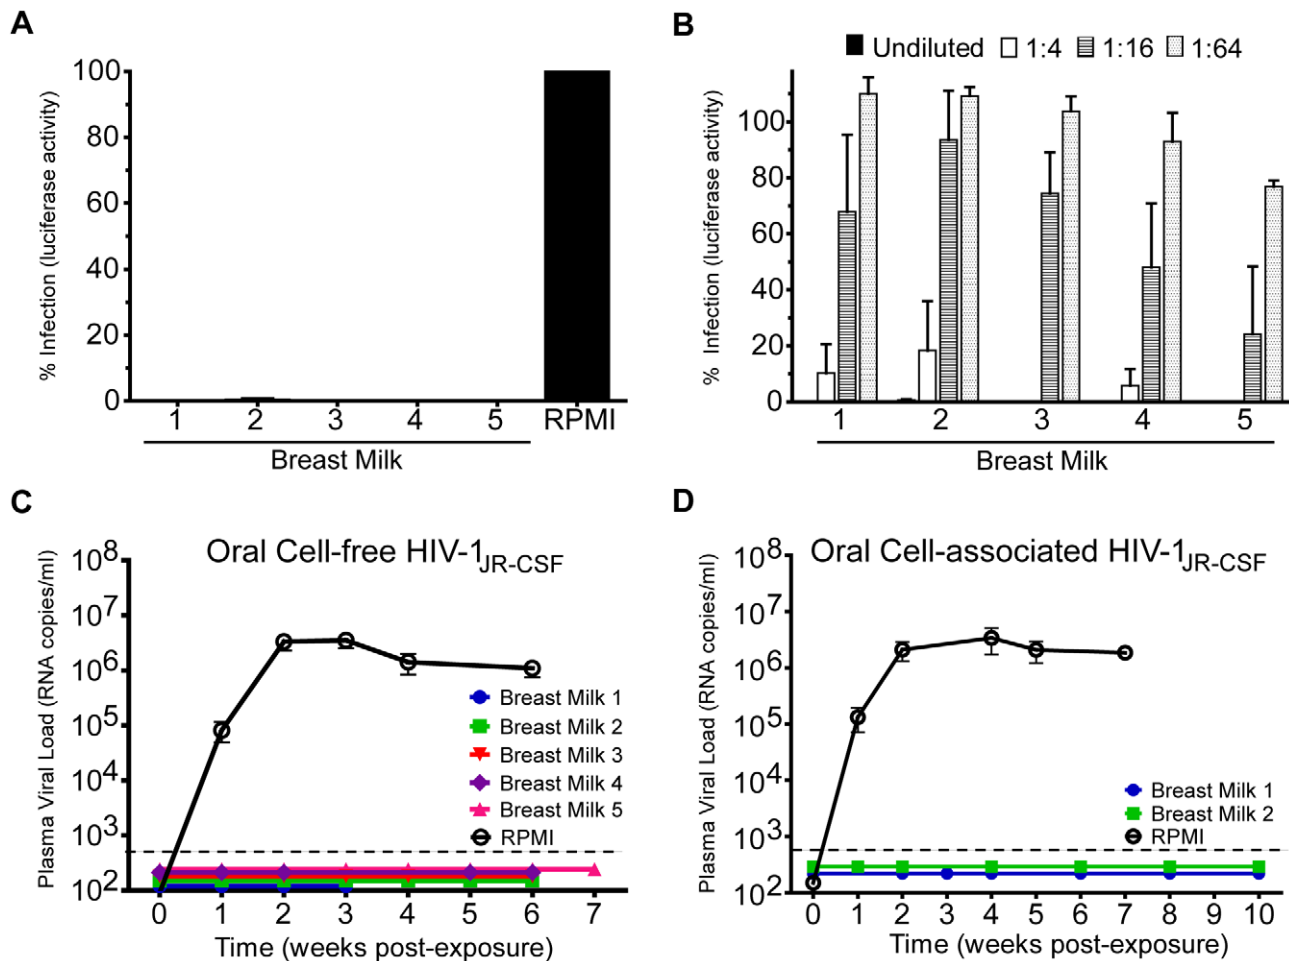 A
% Infection (luciferase activity)
100
80
60
40
20
0
1 2 3 4 5 RPMI
Breast Milk
B
Undiluted 1:4 1:16 1:64
% Infection (luciferase activity)
100
80
60
40
20
0
1 2 3 4 5
Breast Milk
C
Oral Cell-free HIV-1JR-CSF
Plasma Viral Load (RNA copies/ml)
10^8
10^7
10^6
10^5
10^4
10^3
10^2
Breast Milk 1
Breast Milk 2
Breast Milk 3
Breast Milk 4
Breast Milk 5
RPMI
0 1 2 3 4 5 6 7
Time (weeks post-exposure)
D
Oral Cell-associated HIV-1JR-CSF
Plasma Viral Load (RNA copies/ml)
10^8
10^7
10^6
10^5
10^4
10^3
10^2
Breast Milk 1
Breast Milk 2
RPMI
0 1 2 3 4 5 6 7 8 9 10
Time (weeks post-exposure)